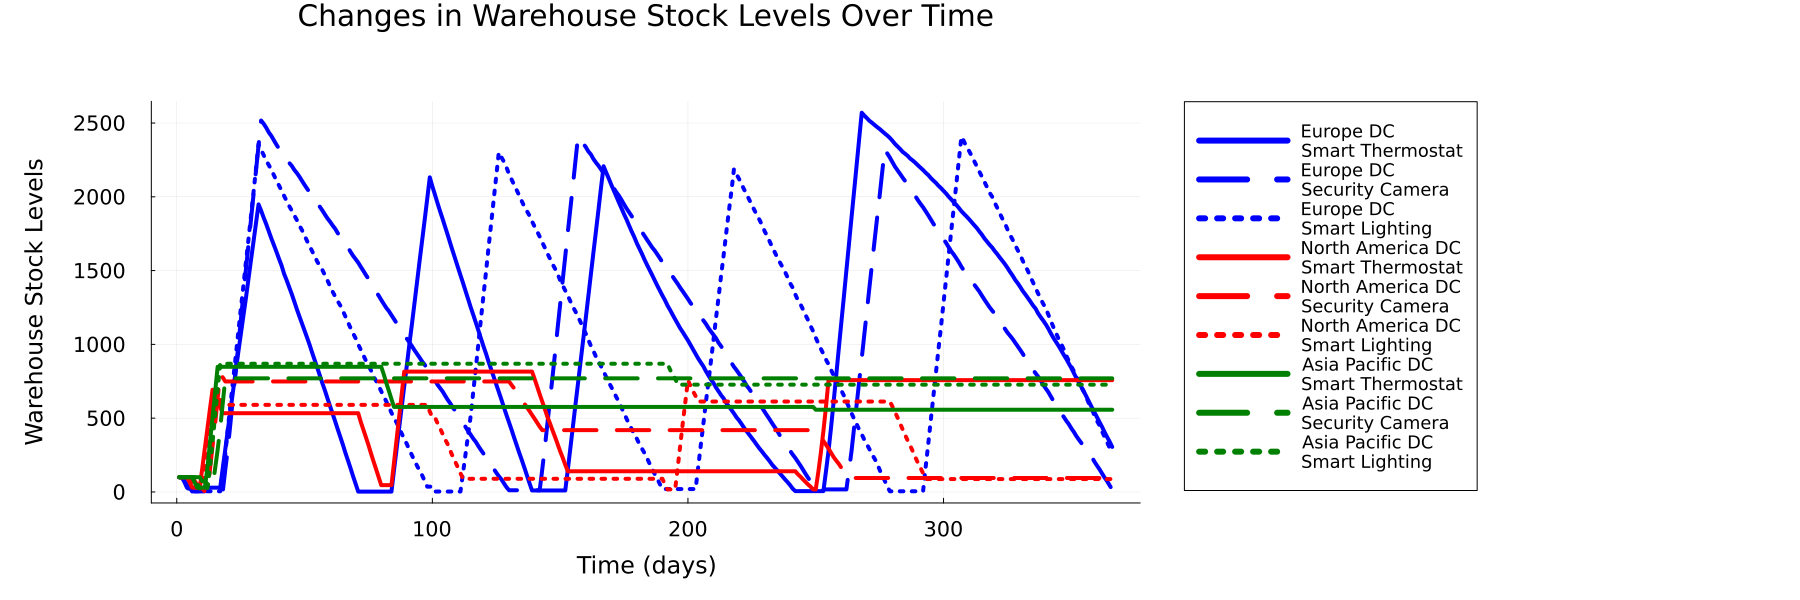 Changes in Warehouse Stock Levels Over Time
Warehouse Stock Levels
2500
2000
1500
1000
500
0
0
100
200
300
Time (days)
Europe DC
Smart Thermostat
Europe DC
Security Camera
Europe DC
Smart Lighting
North America DC
Smart Thermostat
North America DC
Security Camera
North America DC
Smart Lighting
Asia Pacific DC
Smart Thermostat
Asia Pacific DC
Security Camera
Asia Pacific DC
Smart Lighting